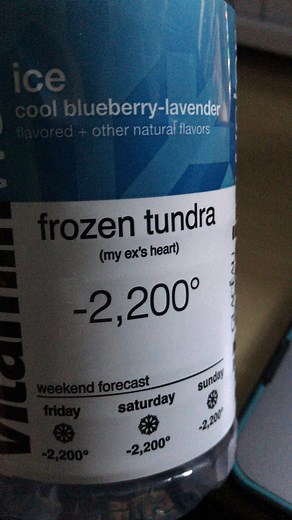 ice
cool blueberry-lavender
flavored + other natural flavors
frozen tundra
(my ex's heart)
-2,200°
weekend forecast
friday saturday sunday
-2,200° -2,200° -2,200°
vitamin